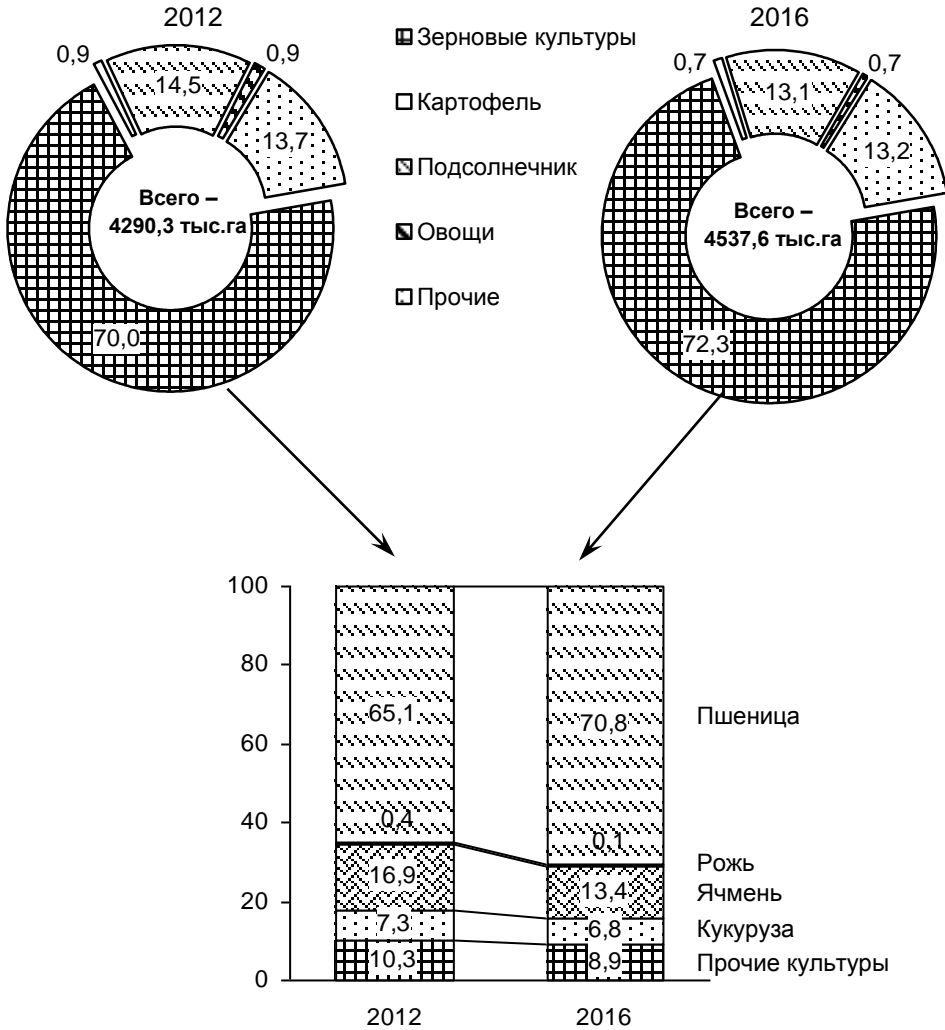 2012
0,9
14,5
0,9
13,7
Всего –
4290,3 тыс.га
70,0
Зерновые культуры
Картофель
Подсолнечник
Овощи
Прочие
2016
0,7
13,1
0,7
13,2
Всего –
4537,6 тыс.га
72,3
100
80
60
40
20
0
65,1
0,4
16,9
7,3
10,3
70,8
0,1
13,4
6,8
8,9
Пшеница
Рожь
Ячмень
Кукуруза
Прочие культуры
2012
2016